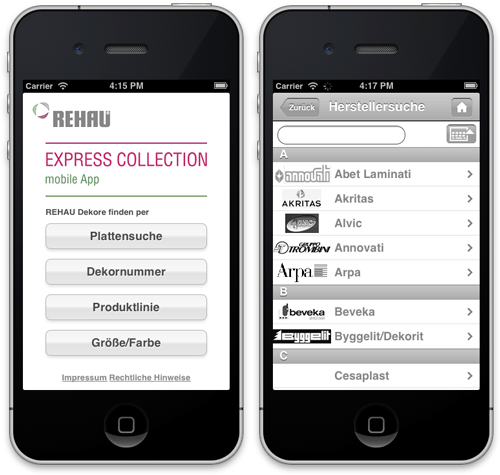 Carrier 4:15 PM
REHAU
EXPRESS COLLECTION
mobile App
REHAU Dekore finden per
Plattensuche
Dekornummer
Produktlinie
Größe/Farbe
Impressum Rechtliche Hinweise
Carrier 4:17 PM
Zurück Herstellersuche
A
annovati Abet Laminati
AKRITAS Akritas
Alvic
GRUPPO
TROMBINI Annovati
Arpa Arpa
B
beveka Beveka
Byggelit Byggelit/Dekorit
C
Cesaplast